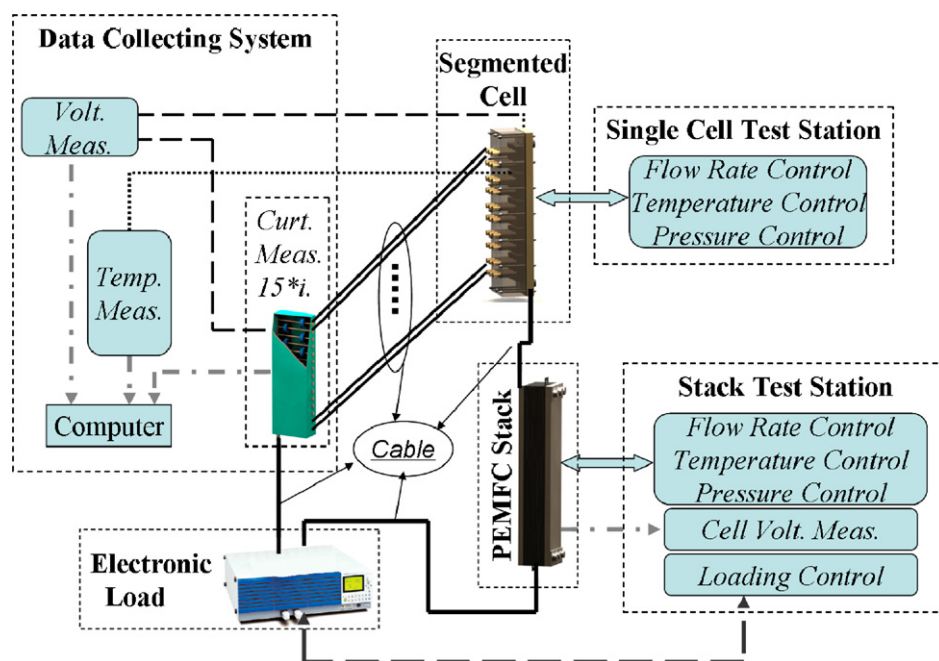 Data Collecting System
Volt.
Meas.
Temp.
Meas.
Computer
Curt.
Meas.
15*i.
Segmented
Cell
Single Cell Test Station
Flow Rate Control
Temperature Control
Pressure Control
Cable
PEMFC Stack
Stack Test Station
Flow Rate Control
Temperature Control
Pressure Control
Cell Volt. Meas.
Loading Control
Electronic
Load